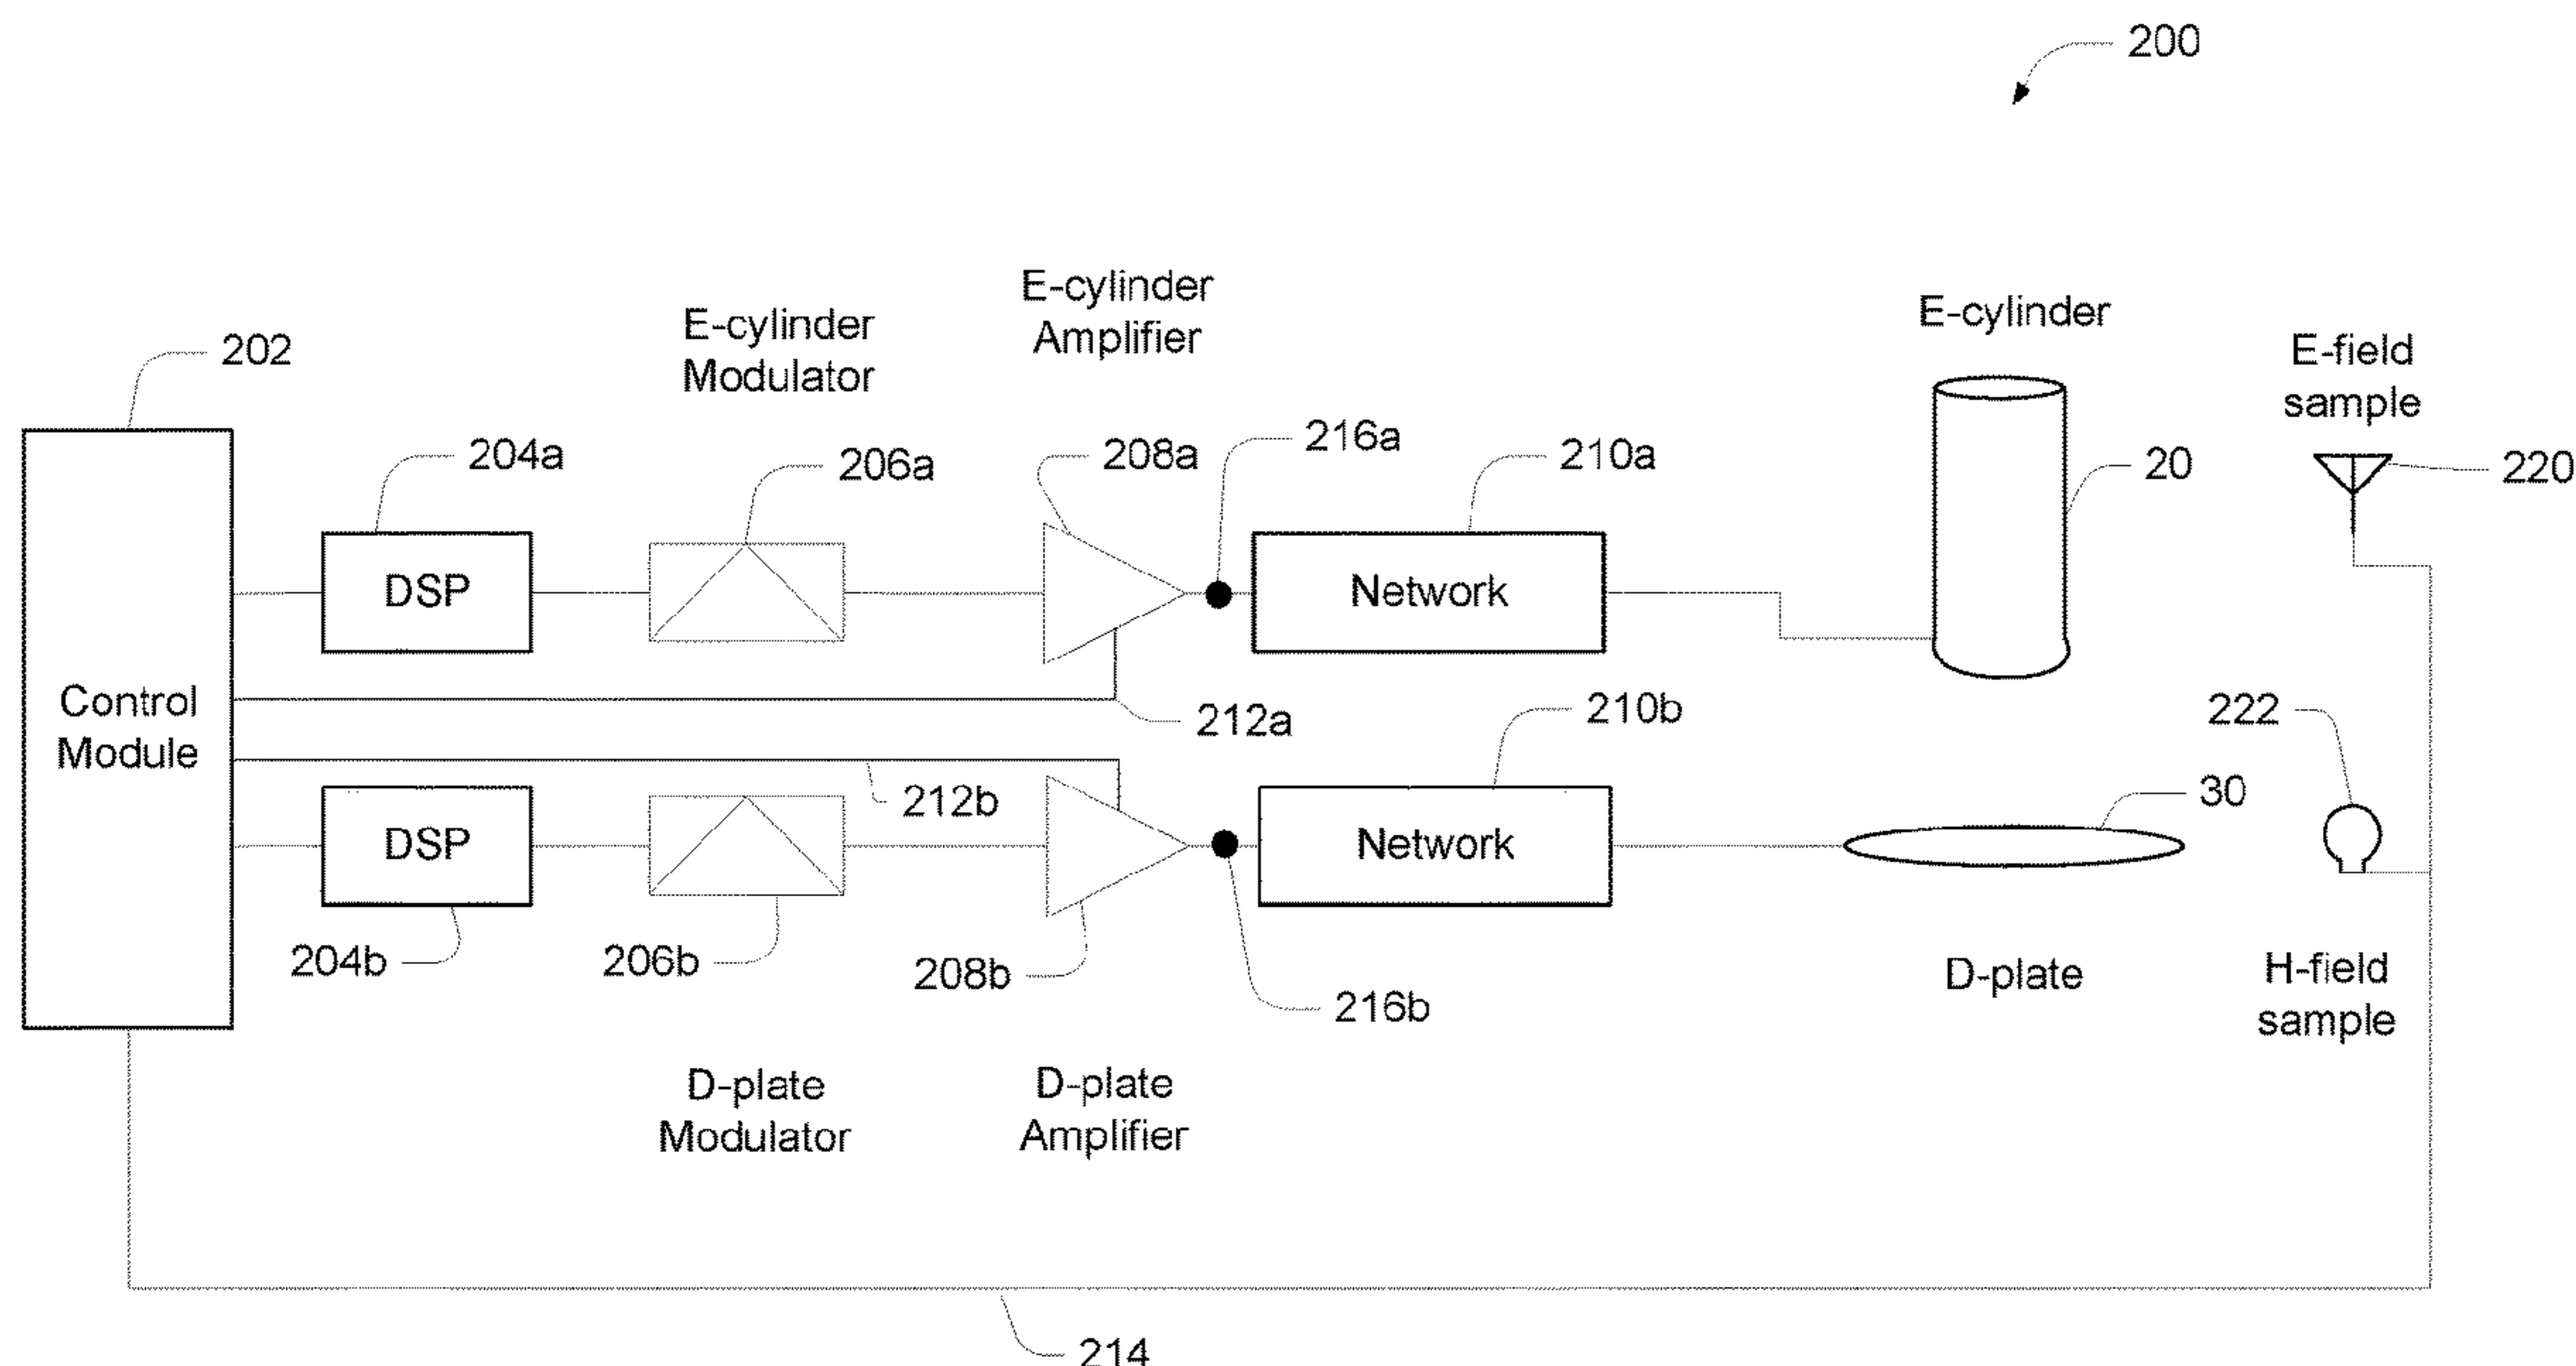 200
E-cylinder
Amplifier
E-cylinder
Modulator
E-cylinder
E-field
sample
202
204a
206a
208a
216a
210a
20
220
DSP
Network
Control
Module
212a
210b
222
212b
30
DSP
Network
204b
206b
208b
216b
D-plate
H-field
sample
D-plate
Modulator
D-plate
Amplifier
214